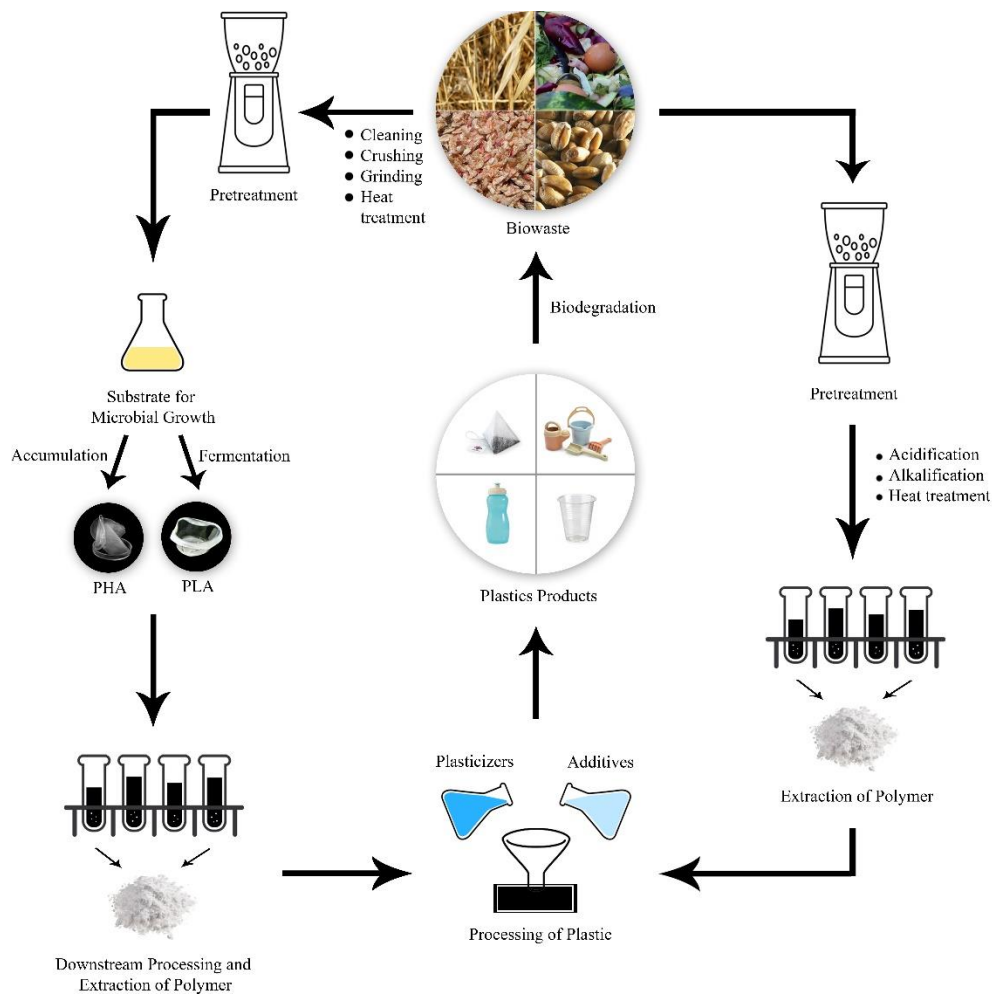 Pretreatment
● Cleaning
● Crushing
● Grinding
● Heat
treatment
Biowaste
Biodegradation
Pretreatment
Substrate for
Microbial Growth
Accumulation
Fermentation
PHA
PLA
Plastics Products
● Acidification
● Alkalification
● Heat treatment
Plasticizers
Additives
Extraction of Polymer
Processing of Plastic
Downstream Processing and
Extraction of Polymer